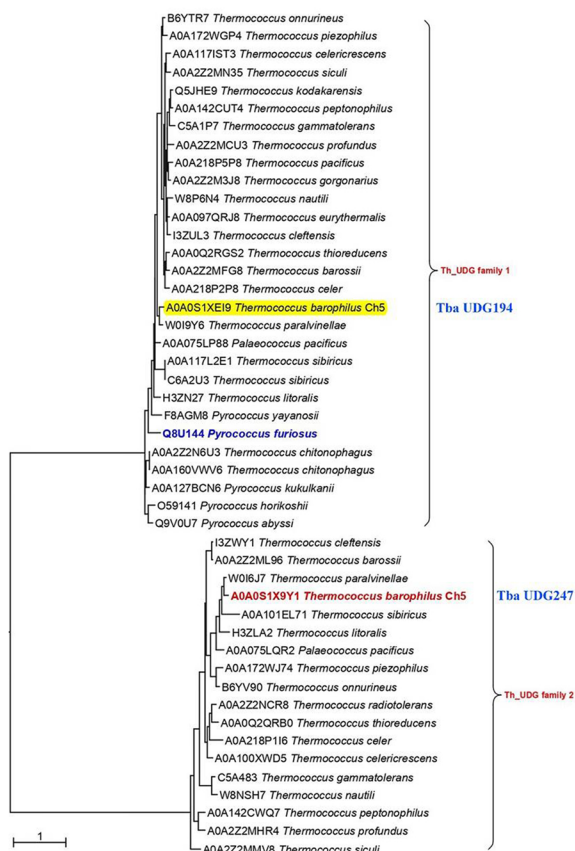 B6YTR7 Thermococcus onnurineus
A0A172WGP4 Thermococcus piezophilus
A0A117IST3 Thermococcus celericrescens
A0A2Z2MN35 Thermococcus siculi
Q5JHE9 Thermococcus kodakarensis
A0A142CUT4 Thermococcus peptonophilus
C5A1P7 Thermococcus gammatolerans
A0A2Z2MCU3 Thermococcus profundus
A0A218P5P8 Thermococcus pacificus
A0A2Z2M3J8 Thermococcus gorgonarius
W8P6N4 Thermococcus nautili
A0A097QRJ8 Thermococcus eurythermalis
I3ZUL3 Thermococcus cleftensis
A0A0Q2RGS2 Thermococcus thioreducens
A0A2Z2MFG8 Thermococcus barossii
Th_UDG family 1
A0A218P2P8 Thermococcus celer
A0A0S1XEI9 Thermococcus barophilus Ch5
Tba UDG194
W0I9Y6 Thermococcus paralvinellae
A0A075LP88 Palaeococcus pacificus
A0A117L2E1 Thermococcus sibiricus
C6A2U3 Thermococcus sibiricus
H3ZN27 Thermococcus litoralis
F8AGM8 Pyrococcus yayanosii
Q8U144 Pyrococcus furiosus
A0A2Z2N6U3 Thermococcus chitonophagus
A0A160VWV6 Thermococcus chitonophagus
A0A127BCN6 Pyrococcus kukulkanii
O59141 Pyrococcus horikoshii
Q9V0U7 Pyrococcus abyssi
I3ZWY1 Thermococcus cleftensis
A0A2Z2ML96 Thermococcus barossii
W0I6J7 Thermococcus paralvinellae
A0A0S1X9Y1 Thermococcus barophilus Ch5
Tba UDG247
A0A101EL71 Thermococcus sibiricus
H3ZLA2 Thermococcus litoralis
A0A075LQR2 Palaeococcus pacificus
A0A172WJ74 Thermococcus piezophilus
B6YV90 Thermococcus onnurineus
Th_UDG family 2
A0A2Z2NCR8 Thermococcus radiotolerans
A0A0Q2QRB0 Thermococcus thioreducens
A0A218P1I6 Thermococcus celer
A0A100XWD5 Thermococcus celericrescens
C5A483 Thermococcus gammatolerans
W8NSH7 Thermococcus nautili
A0A142CWQ7 Thermococcus peptonophilus
A0A2Z2MHR4 Thermococcus profundus
1
A0A2Z2MMV8 Thermococcus siculi